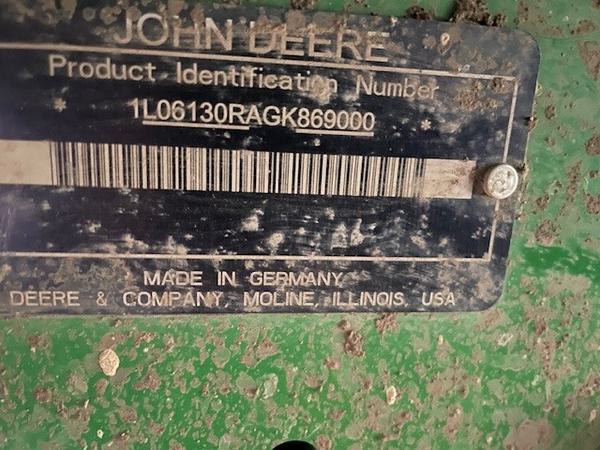 JOHN DEERE
Product Identification Number
* 1L06130RAGK869000 *
MADE IN GERMANY
DEERE & COMPANY, MOLINE, ILLINOIS, USA